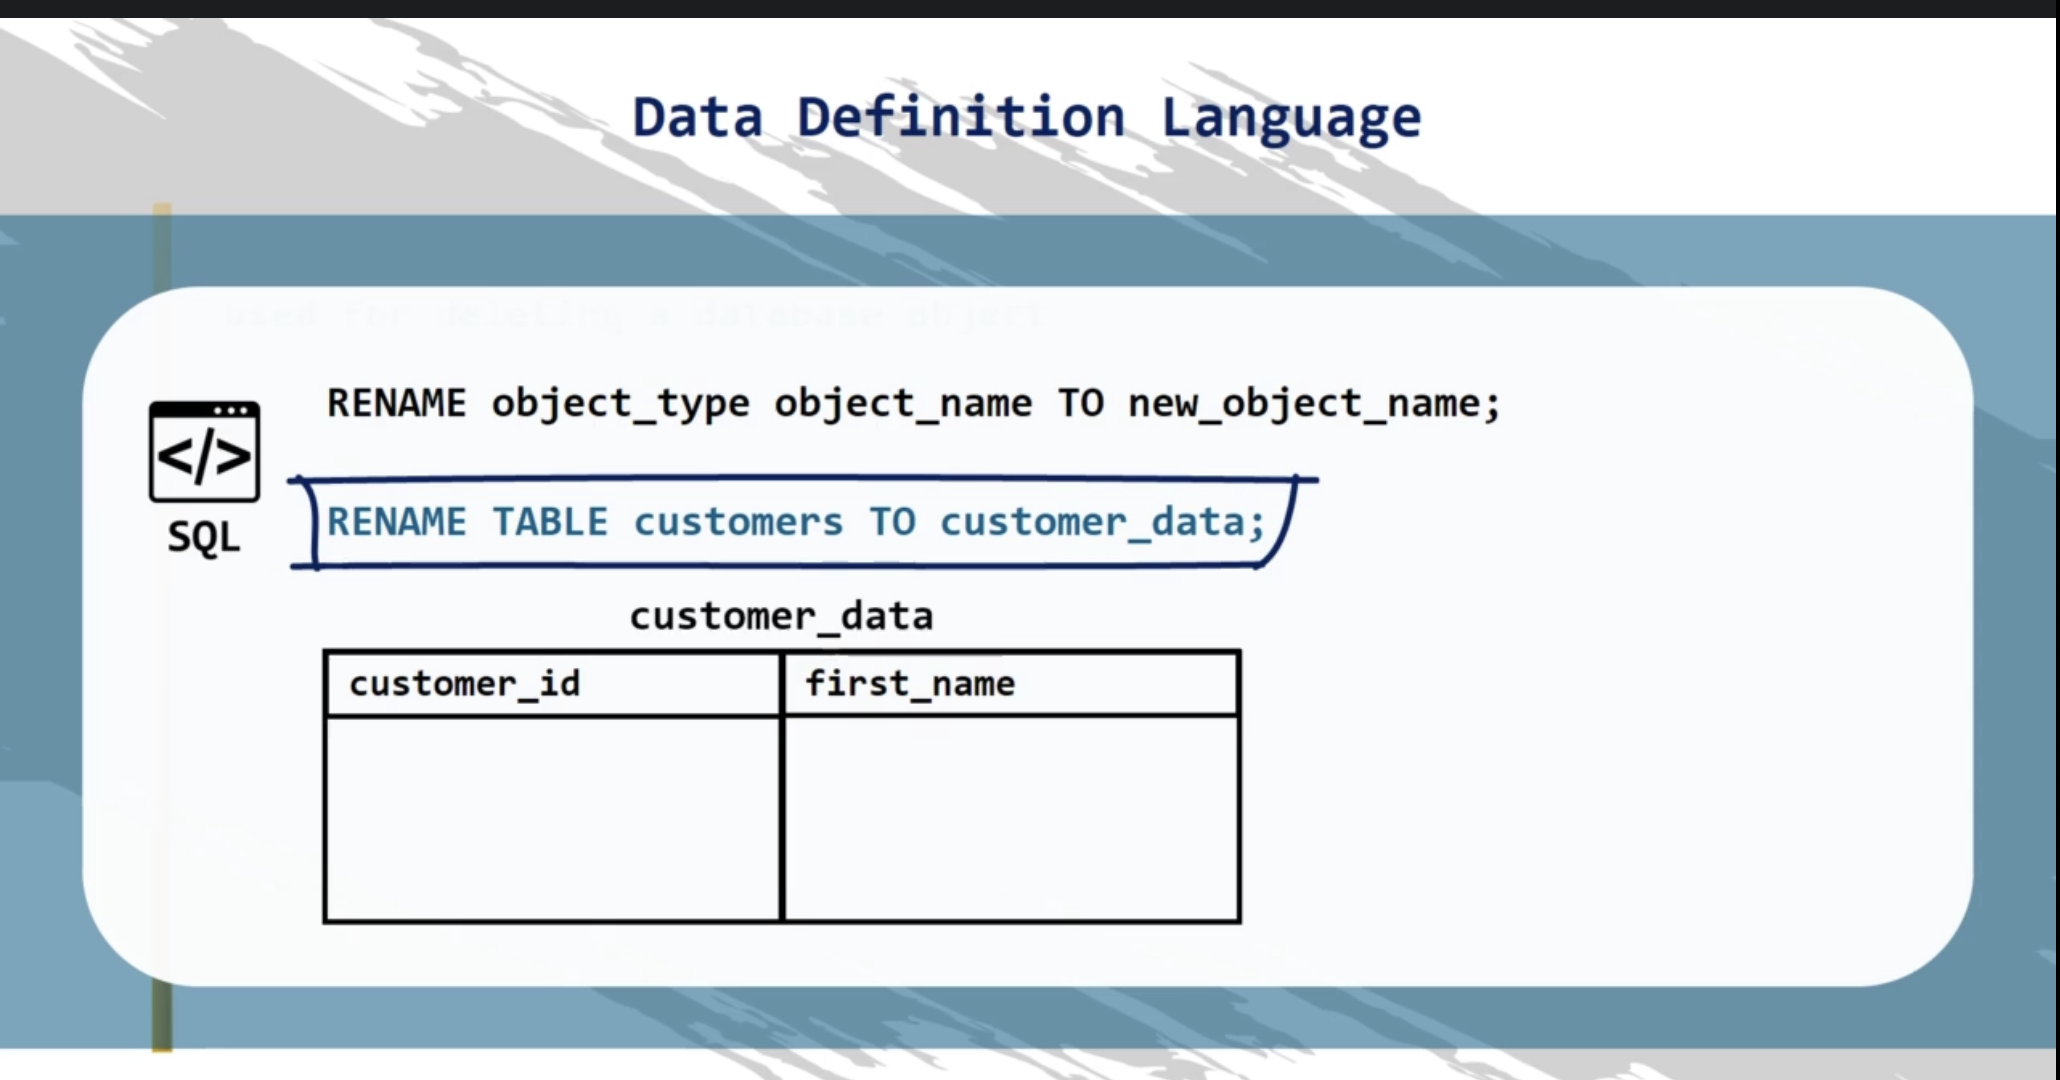 Data Definition Language
used for deleting a database object
RENAME object_type object_name TO new_object_name;
</>
SQL
RENAME TABLE customers TO customer_data;
customer_data
customer_id first_name